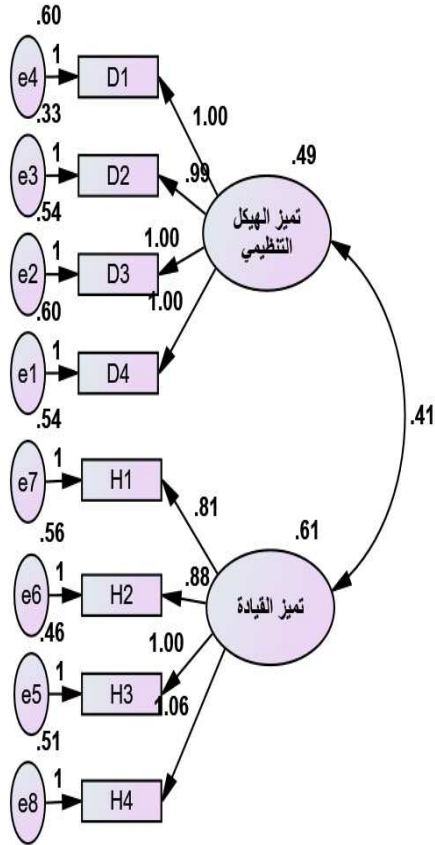 .60
e4
1
D1
1.00
.33
e3
1
D2
.99
.49
تميز الهيكل
التنظيمي
.54
e2
1
D3
1.00
.60
e1
1
D4
1.00
.41
.54
e7
1
H1
.81
.61
تميز القيادة
.56
e6
1
H2
.88
.46
e5
1
H3
1.00
.51
e8
1
H4
1.06